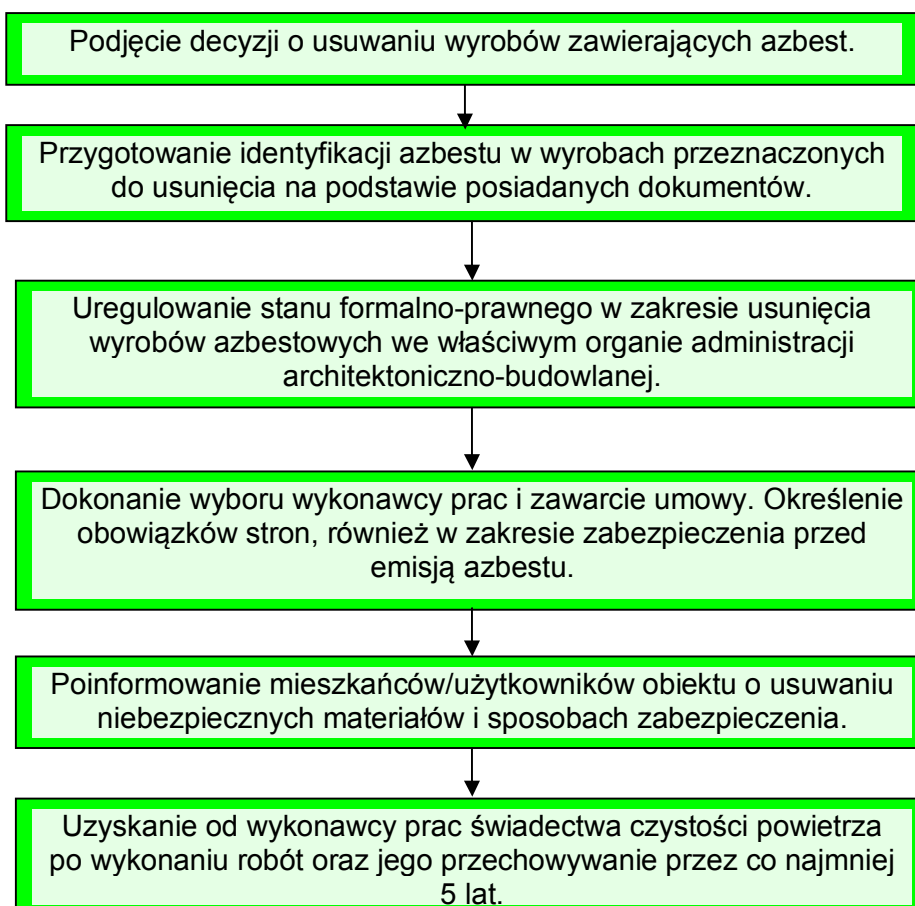 Podjęcie decyzji o usuwaniu wyrobów zawierających azbest.
Przygotowanie identyfikacji azbestu w wyrobach przeznaczonych
do usunięcia na podstawie posiadanych dokumentów.
Uregulowanie stanu formalno-prawnego w zakresie usunięcia
wyrobów azbestowych we właściwym organie administracji
architektoniczno-budowlanej.
Dokonanie wyboru wykonawcy prac i zawarcie umowy. Określenie
obowiązków stron, również w zakresie zabezpieczenia przed
emisją azbestu.
Poinformowanie mieszkańców/użytkowników obiektu o usuwaniu
niebezpiecznych materiałów i sposobach zabezpieczenia.
Uzyskanie od wykonawcy prac świadectwa czystości powietrza
po wykonaniu robót oraz jego przechowywanie przez co najmniej
5 lat.